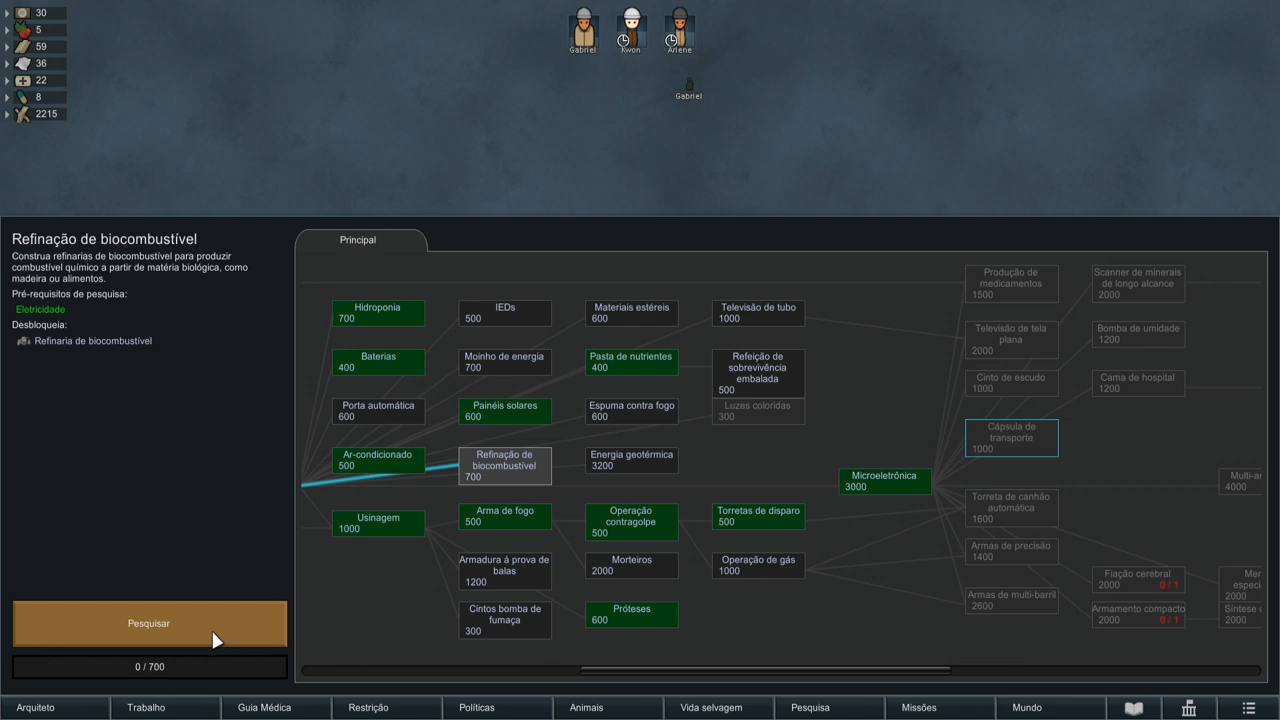 30
5
59
36
22
8
2215
Gabriel
Kwon
Arlene
Gabriel
Refinação de biocombustível
Construa refinarias de biocombustível para produzir
combustível químico a partir de matéria biológica, como
madeira ou alimentos.
Pré-requisitos de pesquisa:
Eletricidade
Desbloqueia:
Refinaria de biocombustível
Pesquisar
0 / 700
Principal
Hidroponia
700
IEDs
500
Materiais estéreis
600
Televisão de tubo
1000
Produção de
medicamentos
1500
Scanner de minerais
de longo alcance
2000
Baterias
400
Moinho de energia
700
Pasta de nutrientes
400
Refeição de
sobrevivência
embalada
500
Televisão de tela
plana
2000
Bomba de umidade
1200
Porta automática
600
Painéis solares
600
Espuma contra fogo
600
Luzes coloridas
300
Cinto de escudo
1000
Cama de hospital
1200
Ar-condicionado
500
Refinação de
biocombustível
700
Energia geotérmica
3200
Cápsula de
transporte
1000
Microeletrônica
3000
Multi-an
4000
Usinagem
1000
Arma de fogo
500
Operação
contragolpe
500
Torretas de disparo
500
Torreta de canhão
automática
1600
Armadura à prova de
balas
1200
Morteiros
2000
Operação de gás
1000
Armas de precisão
1400
Fiação cerebral
2000 0 / 1
Mer
especi
2000
Cintos bomba de
fumaça
300
Próteses
600
Armas de multi-barril
2600
Armamento compacto
2000 0 / 1
Síntese
2000
Arquiteto
Trabalho
Guia Médica
Restrição
Políticas
Animais
Vida selvagem
Pesquisa
Missões
Mundo